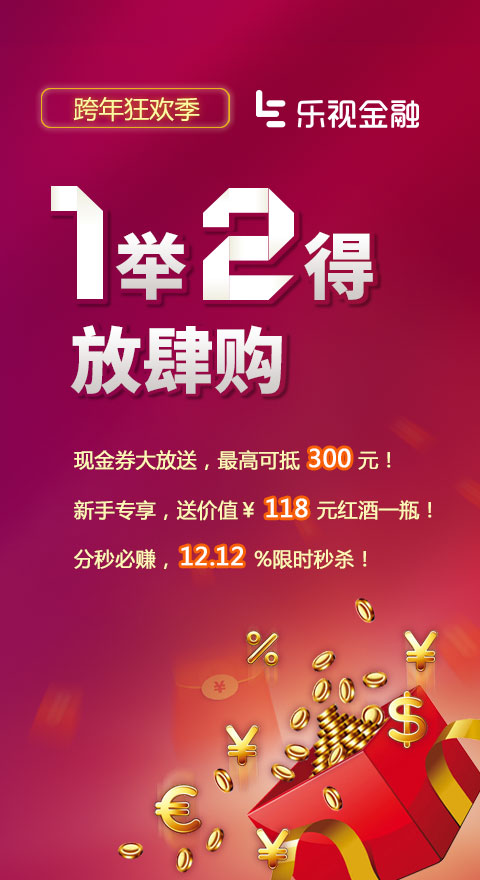 跨年狂欢季 乐视金融
1举2得
放肆购
现金券大放送，最高可抵 300 元！
新手专享，送价值￥118 元红酒一瓶！
分秒必赚，12.12 %限时秒杀！